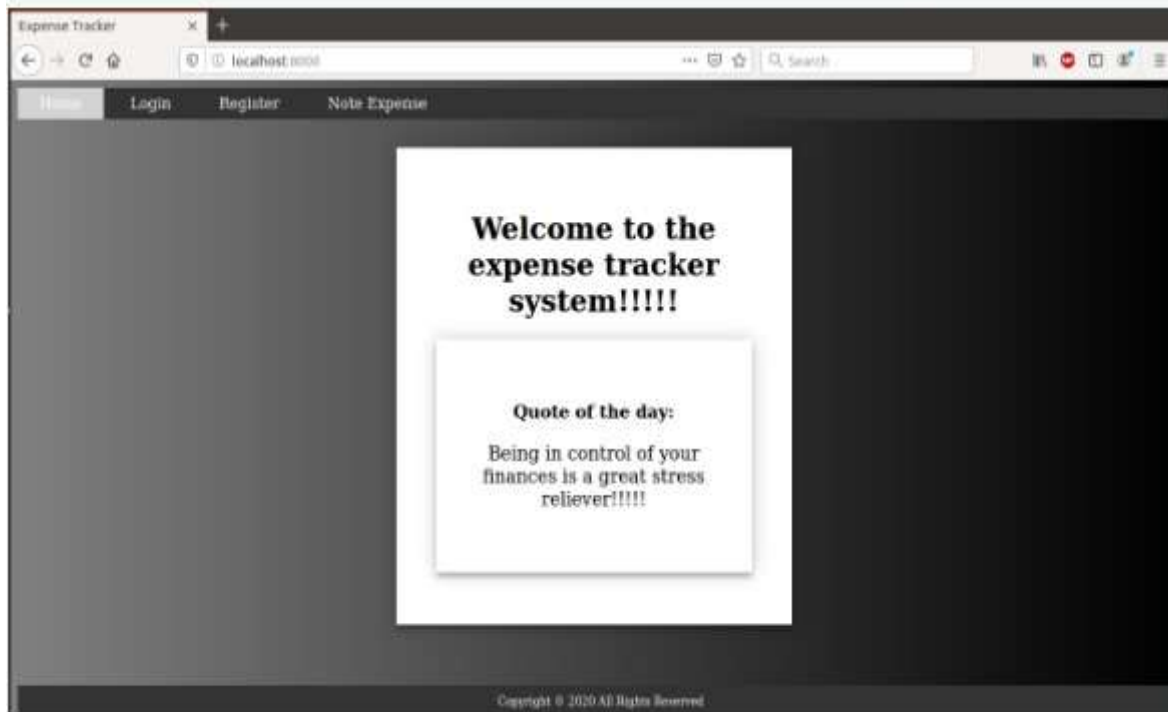 Expense Tracker
localhost
Search
Home Login Register Note Expense
Welcome to the
expense tracker
system!!!!!
Quote of the day:
Being in control of your
finances is a great stress
reliever!!!!!
Copyright © 2020 All Rights Reserved